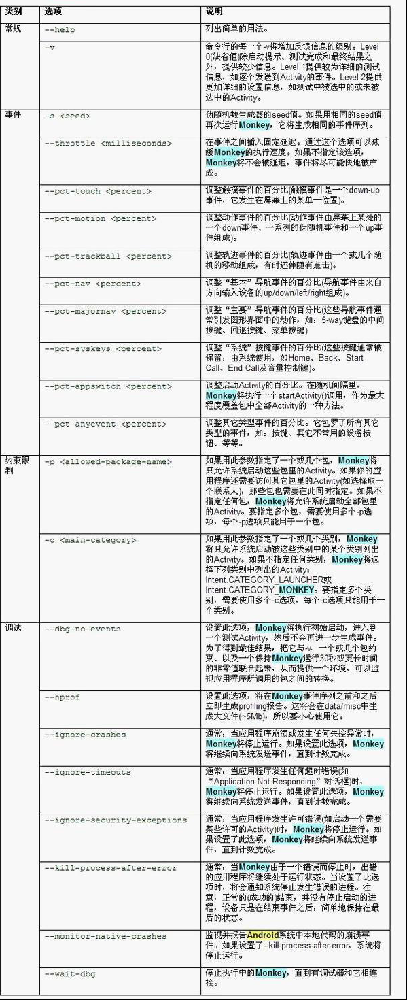 类别 选项 说明
常规 --help 列出简单的用法。
-v 命令行的每一个-v将增加反馈信息的级别。Level
0(缺省值)除启动提示、测试完成和最终结果之
外，提供较少信息。Level 1提供较为详细的测试
信息，如逐个发送到Activity的事件。Level 2提供
更加详细的设置信息，如测试中被选中的或未被
选中的Activity。
事件 -s <seed> 伪随机数生成器的seed值。如果用相同的seed值
再次运行Monkey，它将生成相同的事件序列。
--throttle <milliseconds> 在事件之间插入固定延迟。通过这个选项可以减
缓Monkey的执行速度。如果不指定该选项，
Monkey将不会被延迟，事件将尽可能快地被产
成。
--pct-touch <percent> 调整触摸事件的百分比(触摸事件是一个down-up
事件，它发生在屏幕上的某单一位置)。
--pct-motion <percent> 调整动作事件的百分比(动作事件由屏幕上某处的
一个down事件、一系列的伪随机事件和一个up事
件组成)。
--pct-trackball <percent> 调整轨迹事件的百分比(轨迹事件由一个或几个随
机的移动组成，有时还伴随有点击)。
--pct-nav <percent> 调整“基本”导航事件的百分比(导航事件由来自
方向输入设备的up/down/left/right组成)。
--pct-majornav <percent> 调整“主要”导航事件的百分比(这些导航事件通
常引发图形界面中的动作，如：5-way键盘的中间
按键、回退按键、菜单按键)
--pct-syskeys <percent> 调整“系统”按键事件的百分比(这些按键通常被
保留，由系统使用，如Home、Back、Start
Call、End Call及音量控制键)。
--pct-appswitch <percent> 调整启动Activity的百分比。在随机间隔里，
Monkey将执行一个startActivity()调用，作为最大
程度覆盖包中全部Activity的一种方法。
--pct-anyevent <percent> 调整其它类型事件的百分比。它包罗了所有其它
类型的事件，如：按键、其它不常用的设备按
钮、等等。
约束限
制
-p <allowed-package-name> 如果用此参数指定了一个或几个包，Monkey将
只允许系统启动这些包里的Activity。如果你的应
用程序还需要访问其它包里的Activity(如选择取一
个联系人)，那些包也需要在此同时指定。如果不
指定任何包，Monkey将允许系统启动全部包里
的Activity。要指定多个包，需要使用多个-p选
项，每个-p选项只能用于一个包。
-c <main-category> 如果用此参数指定了一个或几个类别，Monkey
将只允许系统启动被这些类别中的某个类别列出
的Activity。如果不指定任何类别，Monkey将选
择下列类别中列出的Activity：
Intent.CATEGORY_LAUNCHER或
Intent.CATEGORY_MONKEY。要指定多个类
别，需要使用多个-c选项，每个-c选项只能用于一
个类别。
调试 --dbg-no-events 设置此选项，Monkey将执行初始启动，进入到
一个测试Activity，然后不会再进一步生成事件。
为了得到最佳结果，把它与-v、一个或几个包约
束、以及一个保持Monkey运行30秒或更长时间
的非零值联合起来，从而提供一个环境，可以监
视应用程序所调用的包之间的转换。
--hprof 设置此选项，将在Monkey事件序列之前和之后
立即生成profiling报告。这将会在data/misc中生
成大文件(~5Mb)，所以要小心使用它。
--ignore-crashes 通常，当应用程序崩溃或发生任何失控异常时，
Monkey将停止运行。如果设置此选项，Monkey
将继续向系统发送事件，直到计数完成。
--ignore-timeouts 通常，当应用程序发生任何超时错误(如
“Application Not Responding”对话框)时，
Monkey将停止运行。如果设置此选项，Monkey
将继续向系统发送事件，直到计数完成。
--ignore-security-exceptions 通常，当应用程序发生许可错误(如启动一个需要
某些许可的Activity)时，Monkey将停止运行。如
果设置了此选项，Monkey将继续向系统发送事
件，直到计数完成。
--kill-process-after-error 通常，当Monkey由于一个错误而停止时，出错
的应用程序将继续处于运行状态。当设置了此选
项时，将会通知系统停止发生错误的进程。注
意，正常的(成功的)结束，并没有停止启动的进
程，设备只是在结束事件之后，简单地保持在最
后的状态。
--monitor-native-crashes 监视并报告Android系统中本地代码的崩溃事
件。如果设置了--kill-process-after-error，系统将
停止运行。
--wait-dbg 停止执行中的Monkey，直到有调试器和它相连
接。